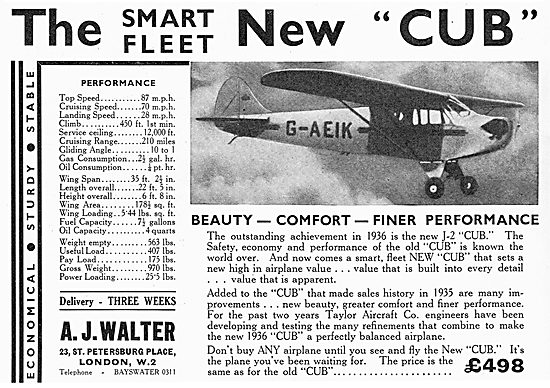 The SMART FLEET New "CUB"
ECONOMICAL ● STURDY ● STABLE
PERFORMANCE
Top Speed..........87 m.p.h.
Cruising Speed......70 m.p.h.
Landing Speed......28 m.p.h.
Climb.........450 ft. 1st min.
Service ceiling......12,000 ft.
Cruising Range.....210 miles
Gliding Angle........10 to 1
Gas Consumption...2½ gal. hr.
Oil Consumption......¼ pt. hr.
Wing Span......35 ft. 2½ in.
Length overall.....22 ft. 5 in.
Height overall......6 ft. 8 in.
Wing Area.......178½ sq. ft.
Wing Loading..5·44 lbs. sq. ft.
Fuel Capacity......7½ gallons
Oil Capacity.........4 quarts
Weight empty.......563 lbs.
Useful Load..........407 lbs.
Pay Load............175 lbs.
Gross Weight........970 lbs.
Power Loading......25·5 lbs.
Delivery - THREE WEEKS
A. J. WALTER
23, ST. PETERSBURG PLACE,
LONDON, W.2
Telephone - BAYSWATER 0311
G-AEIK
BEAUTY — COMFORT — FINER PERFORMANCE
The outstanding achievement in 1936 is the new J-2 "CUB." The
Safety, economy and performance of the old "CUB" is known the
world over. And now comes a smart, fleet NEW "CUB" that sets a
new high in airplane value . . . value that is built into every detail
. . . value that is apparent.
Added to the "CUB" that made sales history in 1935 are many im-
provements . . . new beauty, greater comfort and finer performance.
For the past two years Taylor Aircraft Co. engineers have been
developing and testing the many refinements that combine to make
the new 1936 "CUB" a perfectly balanced airplane.
Don't buy ANY airplane until you see and fly the New "CUB." It's
the plane you've been waiting for. The price is the
same as for the old "CUB"........................ £498